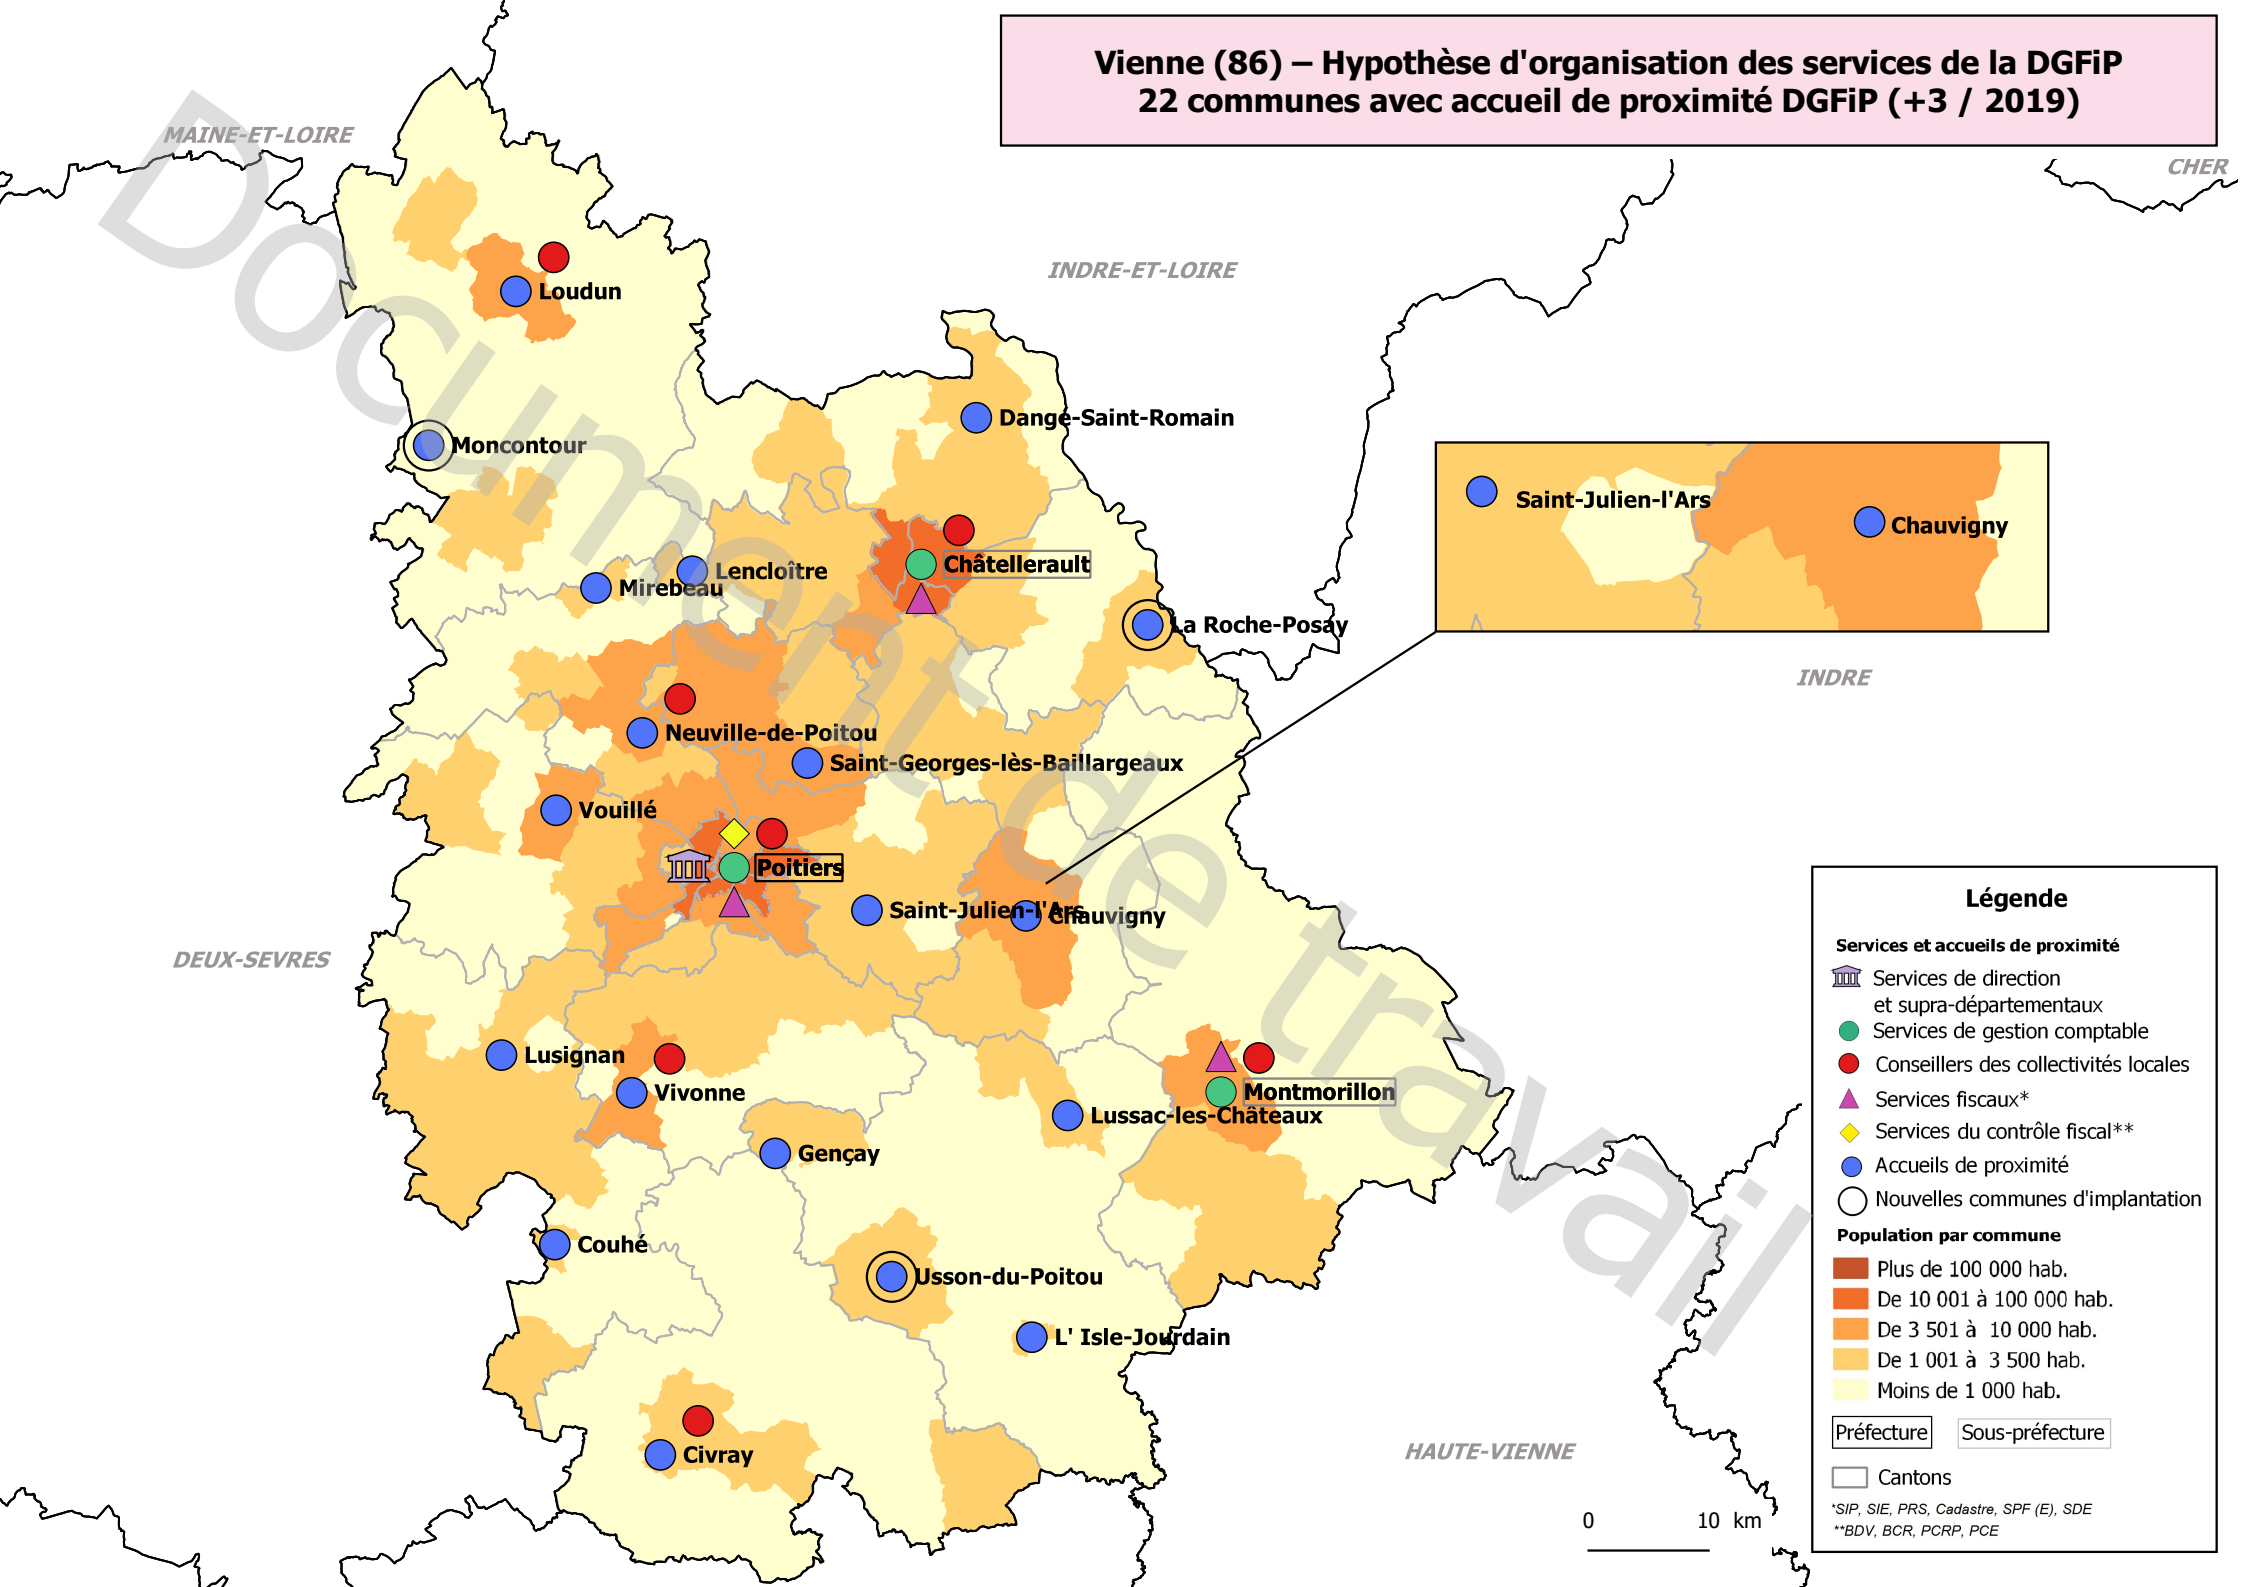 Vienne (86) – Hypothèse d'organisation des services de la DGFiP
22 communes avec accueil de proximité DGFiP (+3 / 2019)
MAINE-ET-LOIRE
CHER
INDRE-ET-LOIRE
Loudun
Dange-Saint-Romain
Moncontour
Saint-Julien-l'Ars
Chauvigny
Châtellerault
Lencloître
Mirebeau
La Roche-Posay
INDRE
Neuville-de-Poitou
Saint-Georges-lès-Baillargeaux
Vouillé
Poitiers
Saint-Julien-l'Ars
Chauvigny
DEUX-SEVRES
Lusignan
Vivonne
Montmorillon
Lussac-les-Châteaux
Gençay
Couhé
Usson-du-Poitou
L' Isle-Jourdain
Civray
HAUTE-VIENNE
0 10 km
Document de travail
Légende
Services et accueils de proximité
Services de direction
et supra-départementaux
Services de gestion comptable
Conseillers des collectivités locales
Services fiscaux*
Services du contrôle fiscal**
Accueils de proximité
Nouvelles communes d'implantation
Population par commune
Plus de 100 000 hab.
De 10 001 à 100 000 hab.
De 3 501 à 10 000 hab.
De 1 001 à 3 500 hab.
Moins de 1 000 hab.
Préfecture
Sous-préfecture
Cantons
*SIP, SIE, PRS, Cadastre, SPF (E), SDE
**BDV, BCR, PCRP, PCE